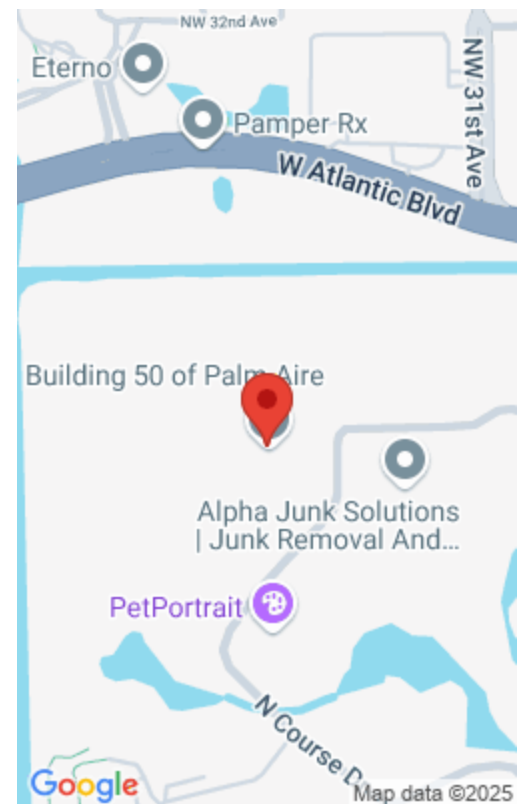 NW 32nd Ave
Eterno
Pamper Rx
NW 31st Ave
W Atlantic Blvd
Building 50 of Palm Aire
Alpha Junk Solutions
| Junk Removal And...
PetPortrait
N Course D
Google
Map data ©2025